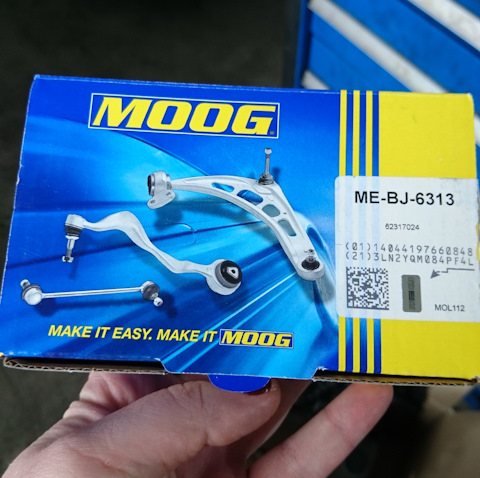 MOOG
ME-BJ-6313
62317024
(01)14044197660848
(21)3LN2YQM084PF4L
MOL112
MAKE IT EASY. MAKE IT MOOG